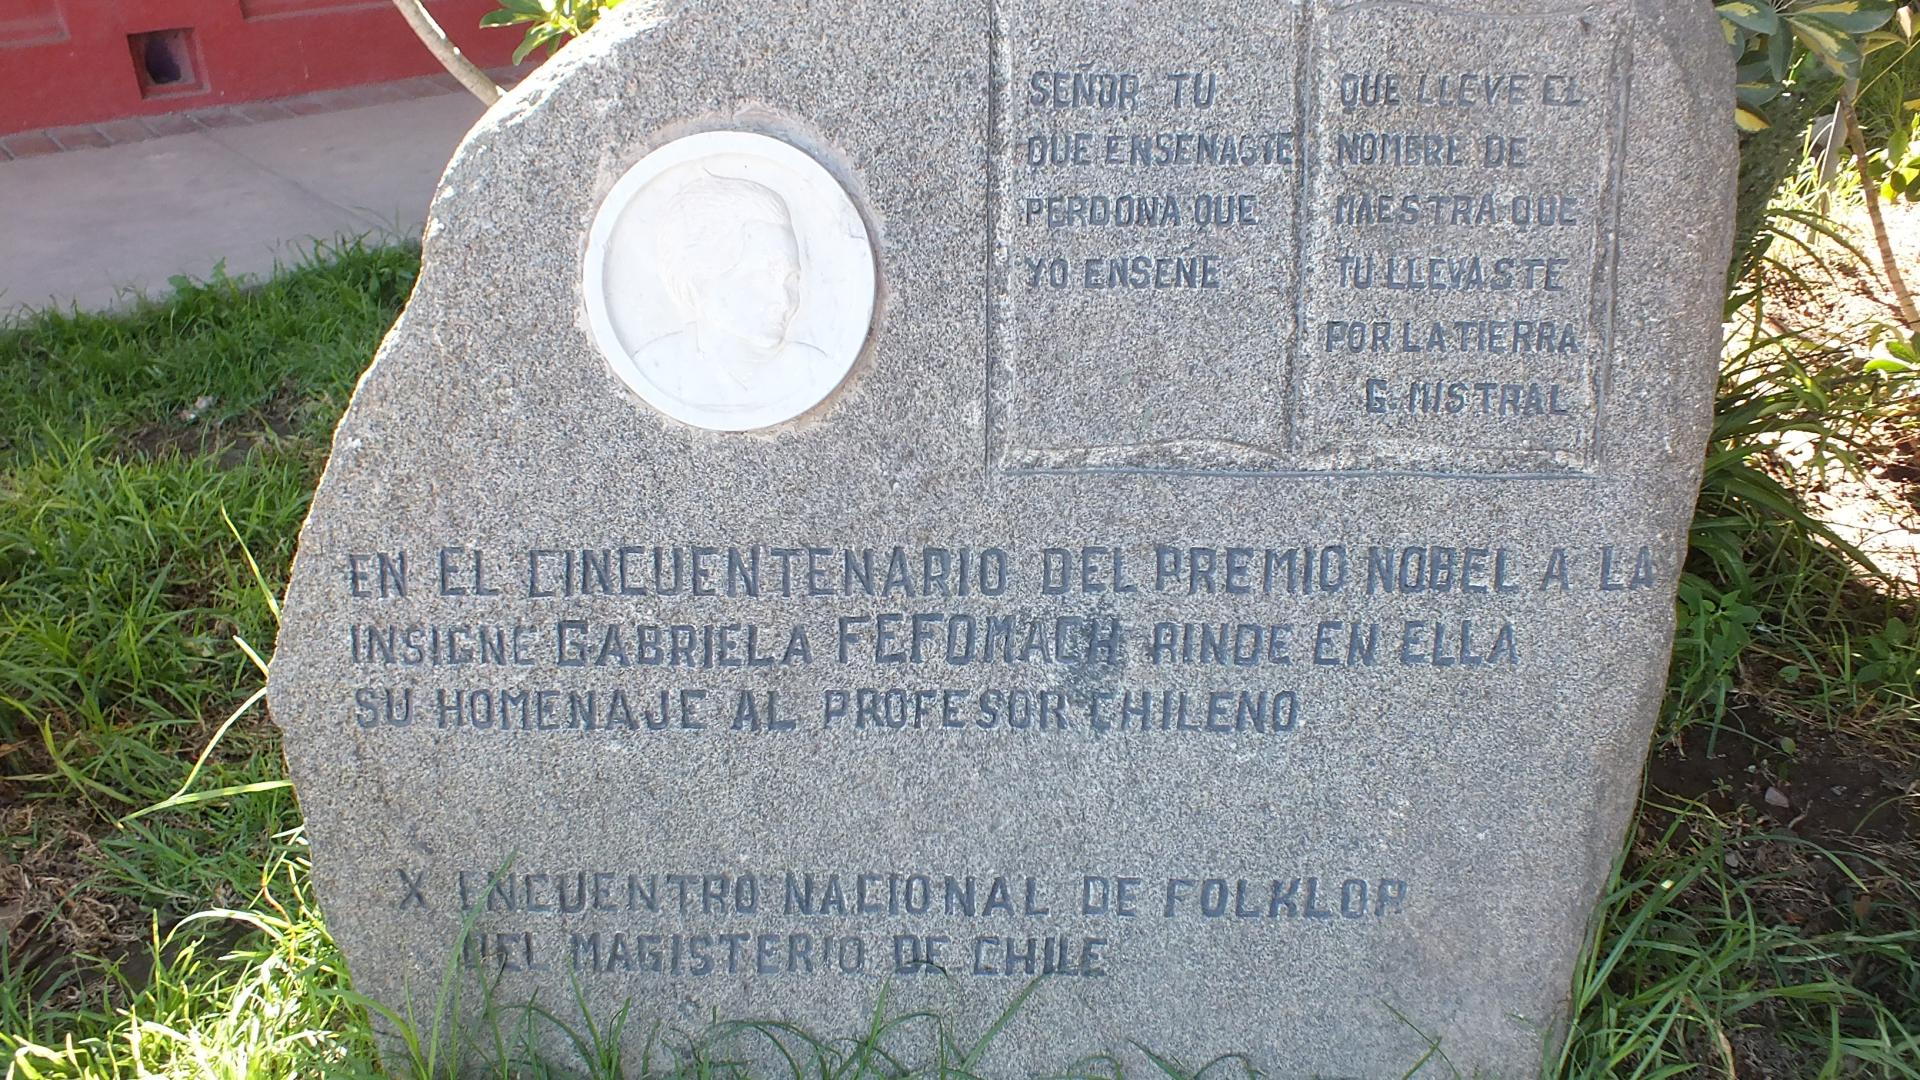 SEÑOR TU
QUE ENSENASTE
PERDONA QUE
YO ENSEÑE
QUE LLEVE EL
NOMBRE DE
MAESTRA QUE
TU LLEVASTE
POR LA TIERRA
G. MISTRAL
EN EL CINCUENTENARIO DEL PREMIO NOBEL A LA
INSIGNE GABRIELA FEFOMACH RINDE EN ELLA
SU HOMENAJE AL PROFESOR CHILENO
X ENCUENTRO NACIONAL DE FOLKLOR
DEL MAGISTERIO DE CHILE